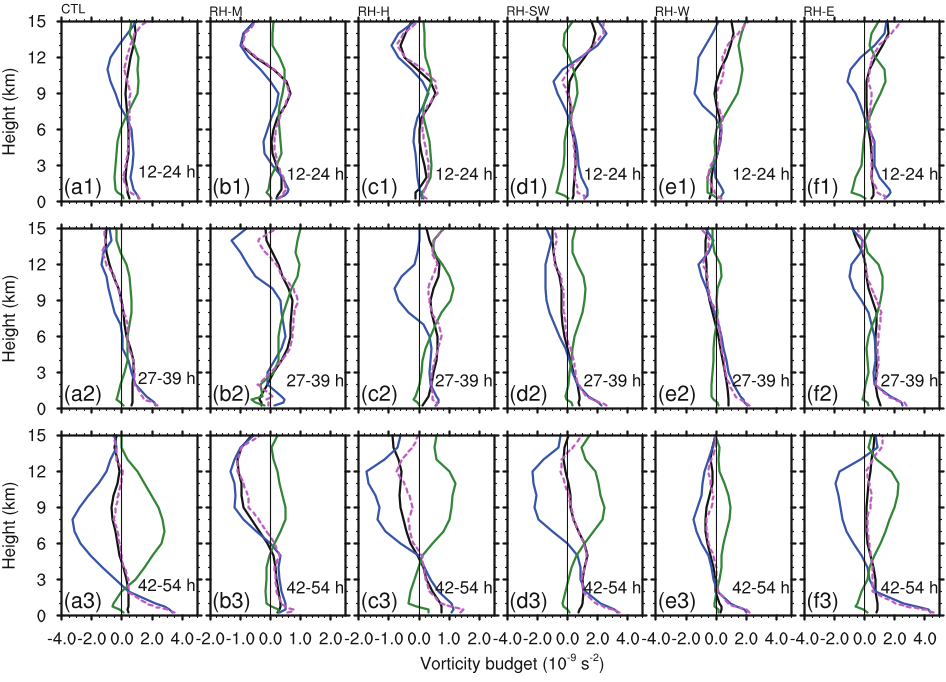 CTL RH-M RH-H RH-SW RH-W RH-E
15
12
9
6
3
0
Height (km)
12-24 h 12-24 h 12-24 h 12-24 h 12-24 h 12-24 h
(a1) (b1) (c1) (d1) (e1) (f1)
15
12
9
6
3
0
Height (km)
27-39 h 27-39 h 27-39 h 27-39 h 27-39 h 27-39 h
(a2) (b2) (c2) (d2) (e2) (f2)
15
12
9
6
3
0
Height (km)
42-54 h 42-54 h 42-54 h 42-54 h 42-54 h 42-54 h
(a3) (b3) (c3) (d3) (e3) (f3)
-4.0 -2.0 0.0 2.0 4.0 -2.0 -1.0 0.0 1.0 2.0 -2.0 -1.0 0.0 1.0 2.0 -4.0 -2.0 0.0 2.0 4.0 -4.0 -2.0 0.0 2.0 4.0 -4.0 -2.0 0.0 2.0 4.0
Vorticity budget (10⁻⁹ s⁻²)